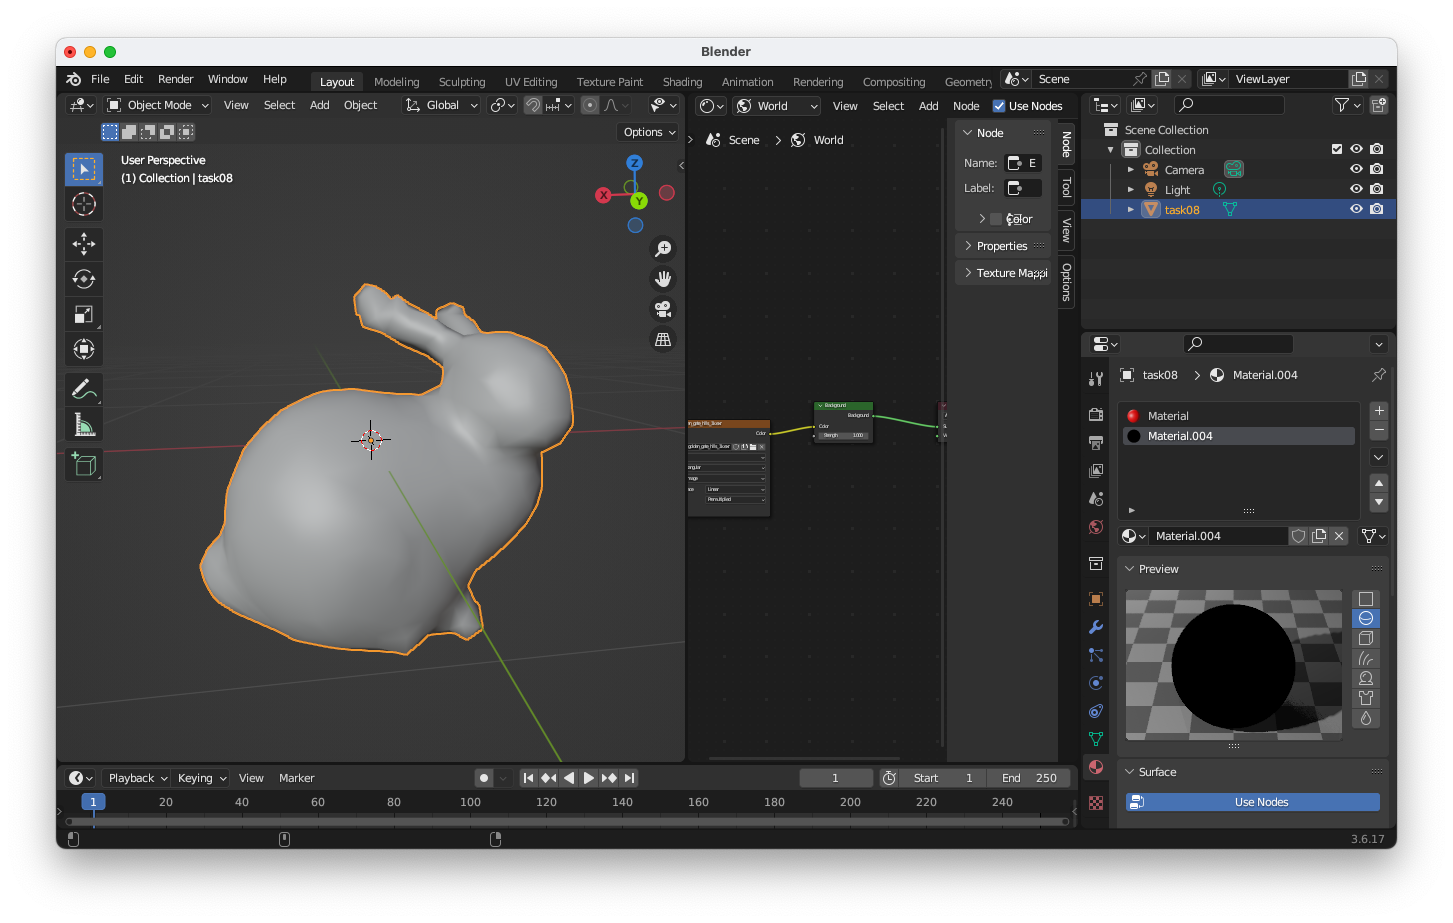 Blender
File Edit Render Window Help
Layout Modeling Sculpting UV Editing Texture Paint Shading Animation Rendering Compositing Geometry
Scene
ViewLayer
Object Mode View Select Add Object Global
World View Select Add Node Use Nodes
Options
User Perspective
(1) Collection | task08
Z
X
Y
Scene > World
Node
Name: E
Label:
Color
Properties
Texture Mappi
Node
Tool
View
Options
Color
Linear
Premultiplied
Background
Background
Color
Strength 1.000
Scene Collection
Collection
Camera
Light
task08
task08 > Material.004
Material
Material.004
Material.004
Preview
Surface
Use Nodes
Playback Keying View Marker
1
Start 1 End 250
1 20 40 60 80 100 120 140 160 180 200 220 240
3.6.17